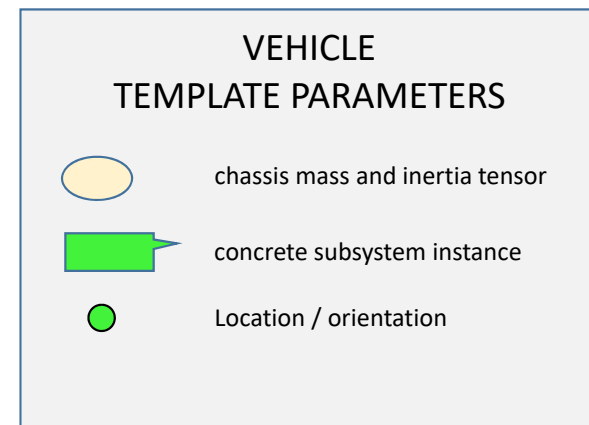 VEHICLE
TEMPLATE PARAMETERS
chassis mass and inertia tensor
concrete subsystem instance
Location / orientation